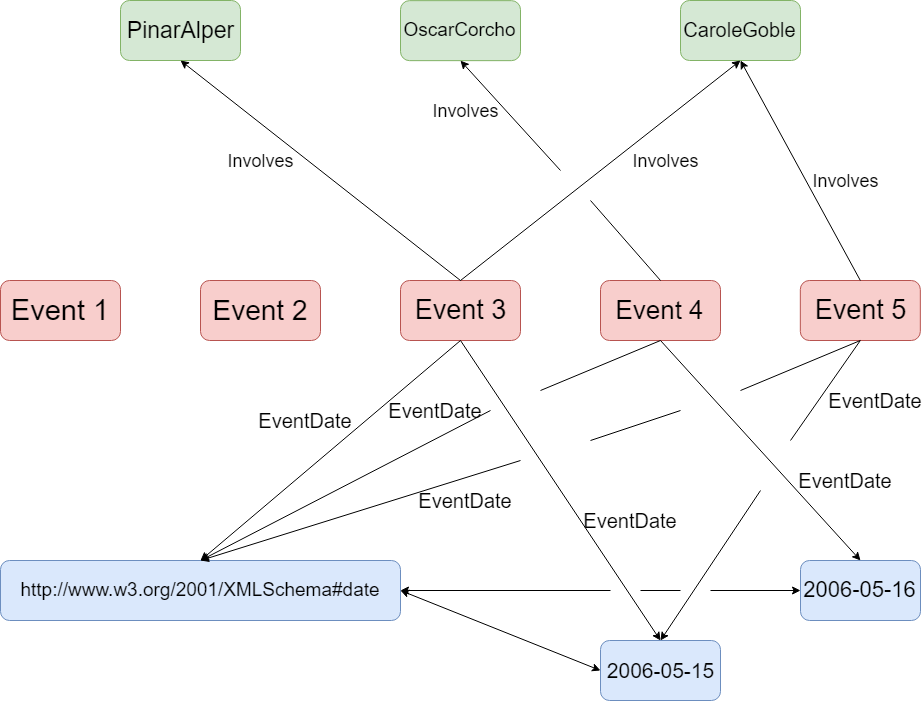 PinarAlper
OscarCorcho
CaroleGoble
Involves
Involves
Involves
Involves
Event 1
Event 2
Event 3
Event 4
Event 5
EventDate
EventDate
EventDate
EventDate
EventDate
EventDate
http://www.w3.org/2001/XMLSchema#date
2006-05-16
2006-05-15